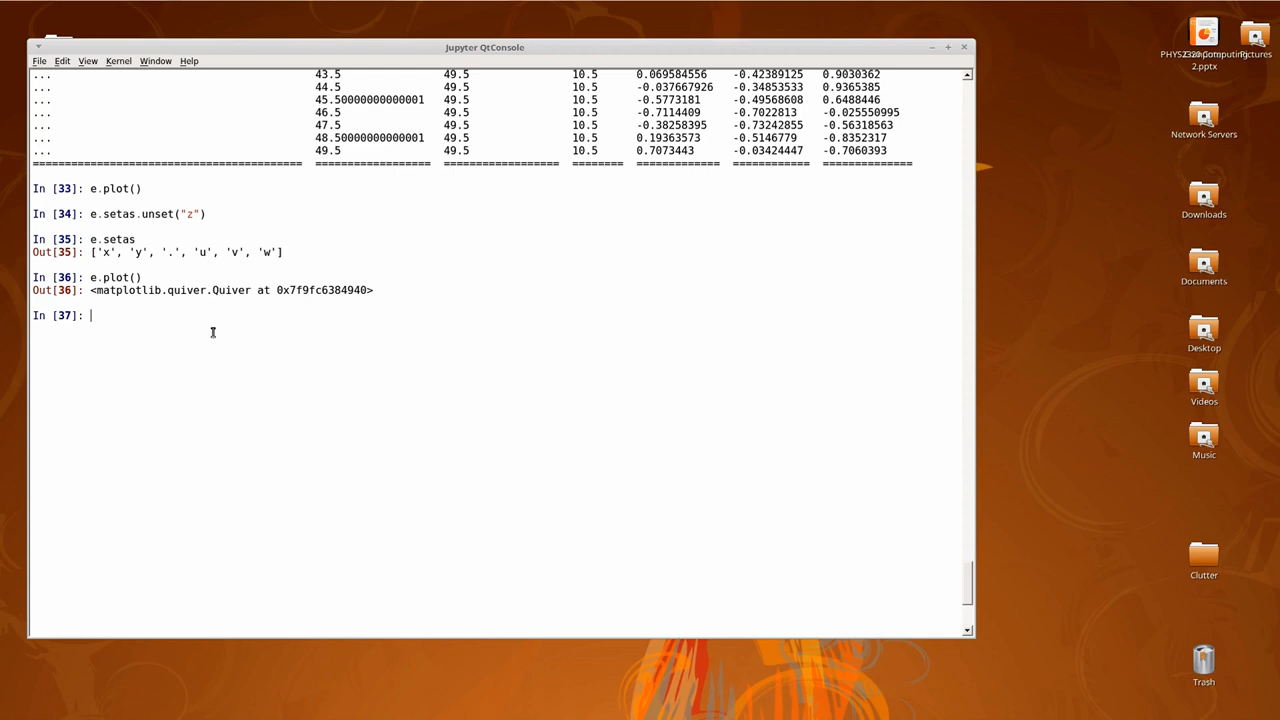 Jupyter QtConsole
File Edit View Kernel Window Help
... 43.5 49.5 10.5 0.069584556 -0.42389125 0.9030362
... 44.5 49.5 10.5 -0.037667926 -0.34853533 0.9365385
... 45.50000000000001 49.5 10.5 -0.5773181 -0.49568608 0.6488446
... 46.5 49.5 10.5 -0.7114409 -0.7022813 -0.025550995
... 47.5 49.5 10.5 -0.38258395 -0.73242855 -0.56318563
... 48.50000000000001 49.5 10.5 0.19363573 -0.5146779 -0.8352317
... 49.5 49.5 10.5 0.7073443 -0.03424447 -0.7060393
========================================== ================== ================== ======== ============= ============ ==============
In [33]: e.plot()
In [34]: e.setas.unset("z")
In [35]: e.setas
Out[35]: ['x', 'y', '.', 'u', 'v', 'w']
In [36]: e.plot()
Out[36]: <matplotlib.quiver.Quiver at 0x7f9fc6384940>
In [37]:
2.pptx
Pictures
Network Servers
Downloads
Documents
Desktop
Videos
Music
Clutter
Trash